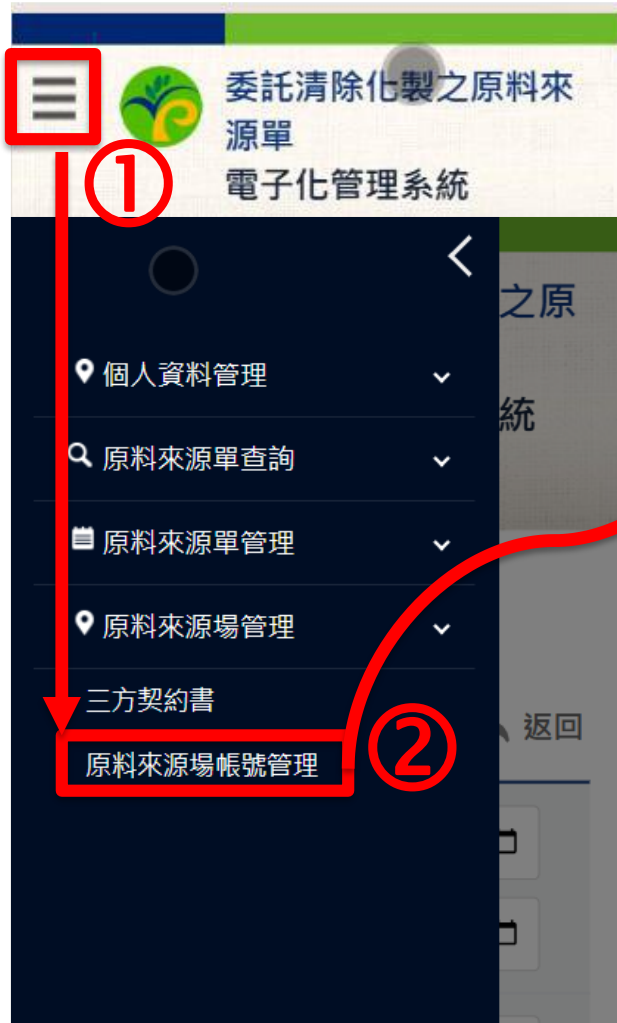 委託清除化製之原料來
源單
電子化管理系統
①
之原
統
個人資料管理
原料來源單查詢
原料來源單管理
原料來源場管理
三方契約書
原料來源場帳號管理
②
返回